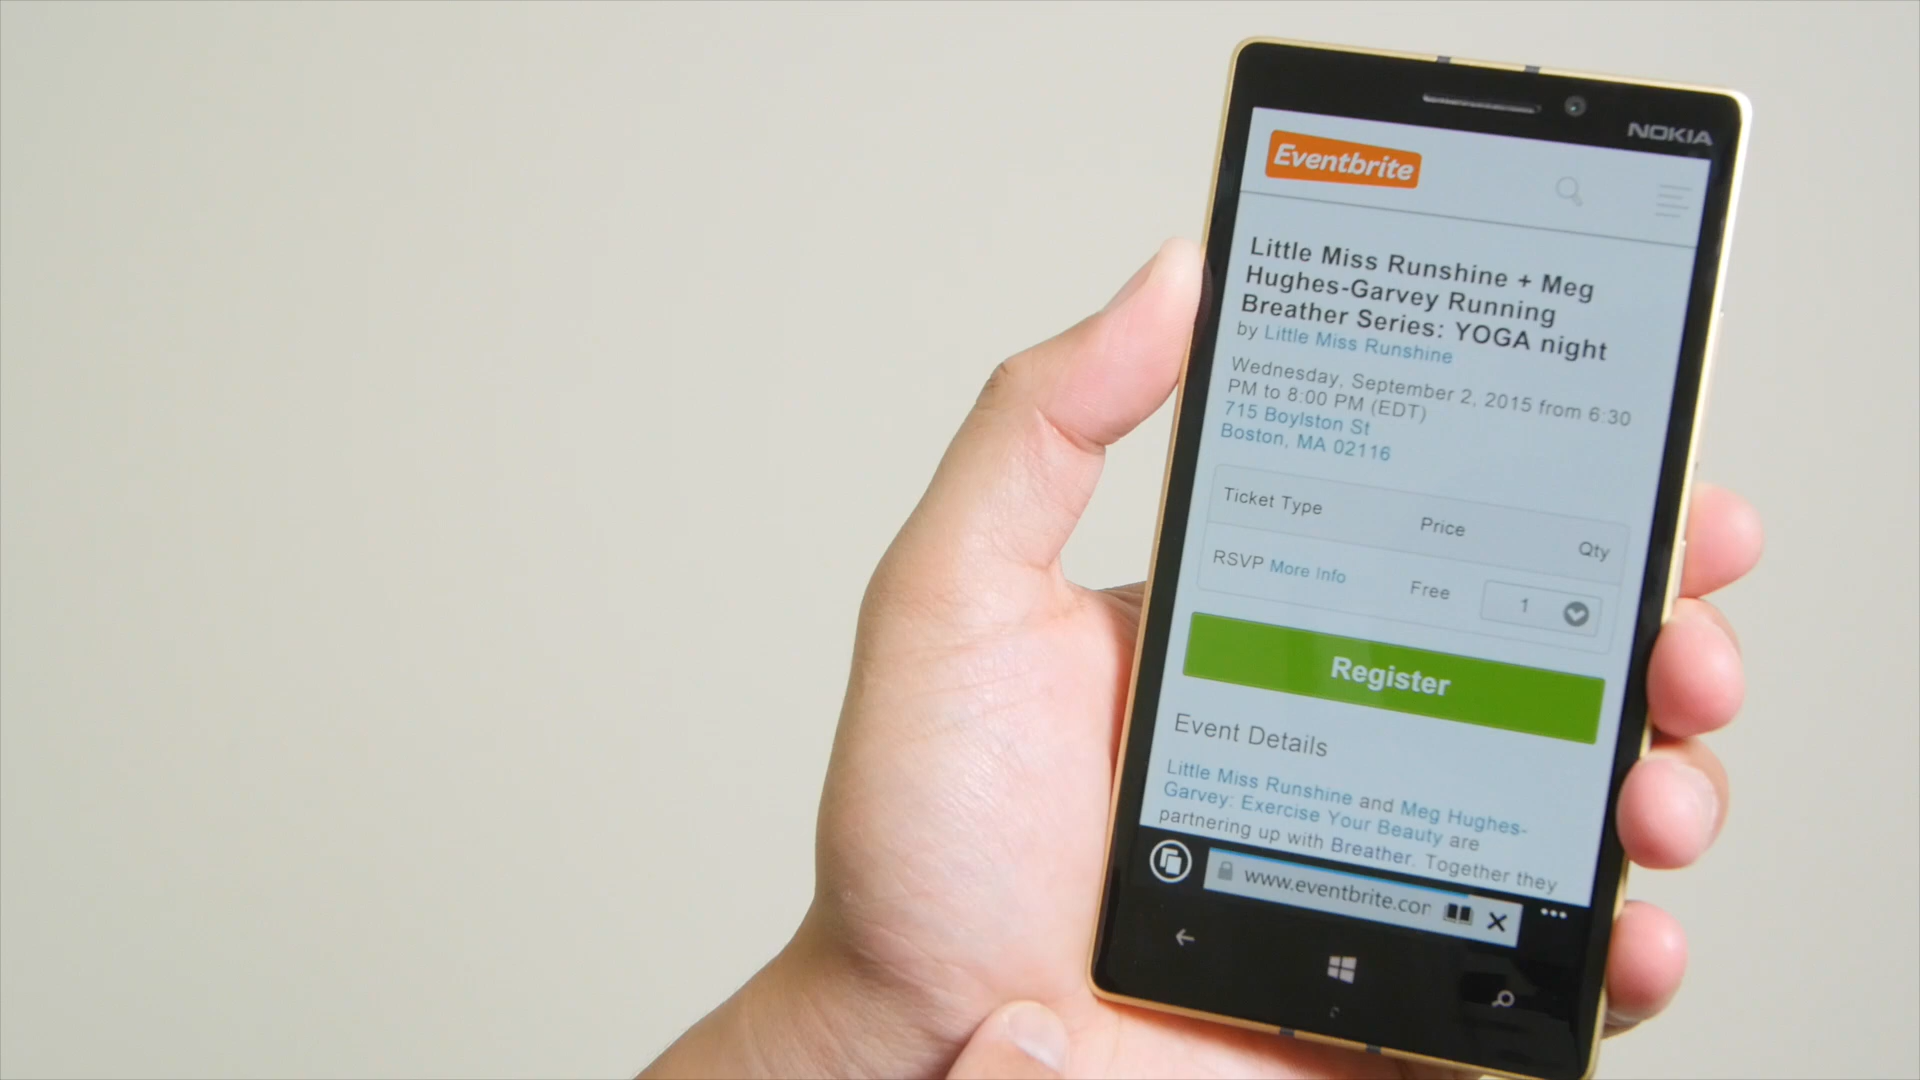 NOKIA
Eventbrite
Little Miss Runshine + Meg
Hughes-Garvey Running
Breather Series: YOGA night
by Little Miss Runshine
Wednesday, September 2, 2015 from 6:30
PM to 8:00 PM (EDT)
715 Boylston St
Boston, MA 02116
Ticket Type Price Qty
RSVP More Info Free 1
Register
Event Details
Little Miss Runshine and Meg Hughes-
Garvey: Exercise Your Beauty are
partnering up with Breather. Together they
www.eventbrite.cor